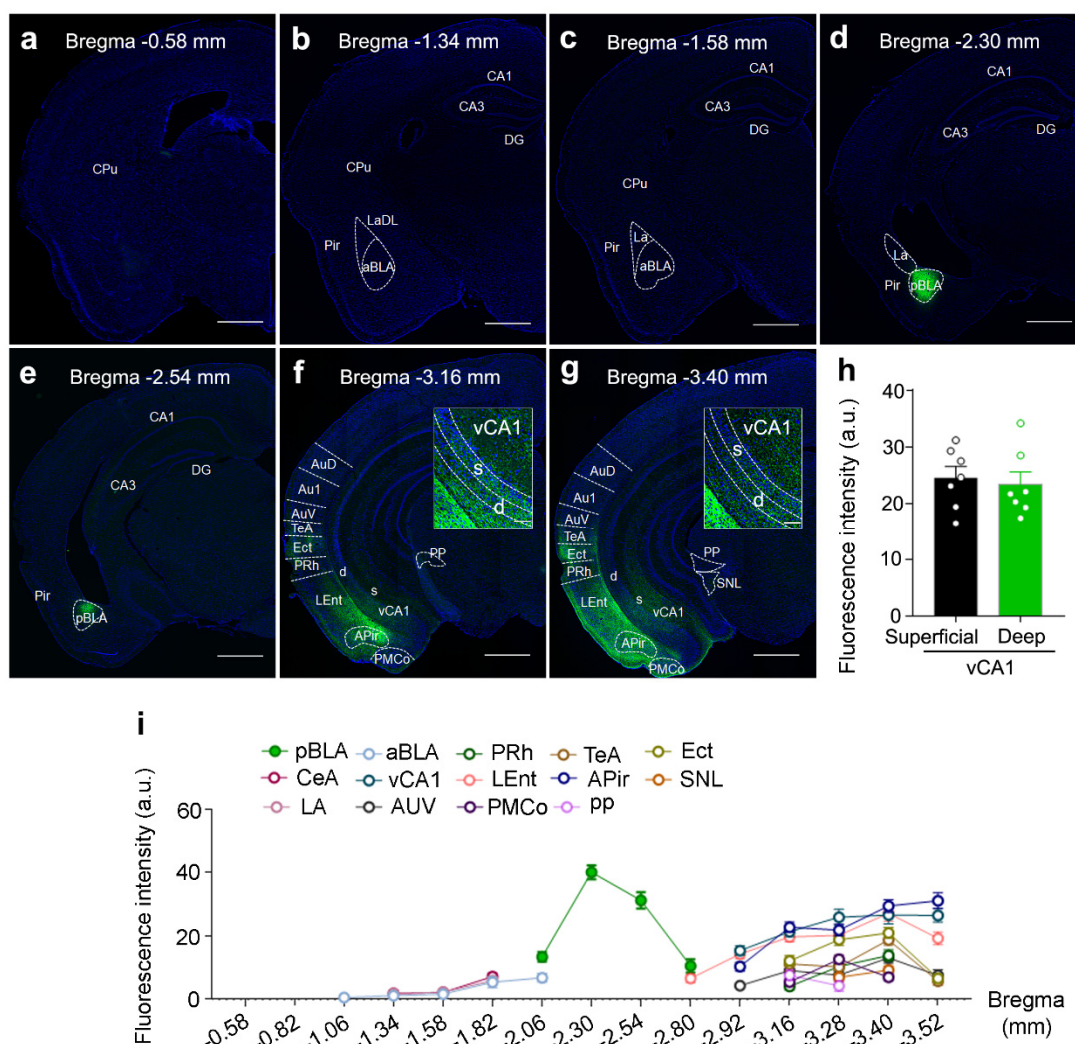 a Bregma -0.58 mm
CPu
b Bregma -1.34 mm
CA1
CA3
DG
CPu
LaDL
Pir
aBLA
c Bregma -1.58 mm
CA1
CA3
DG
CPu
La
Pir
aBLA
d Bregma -2.30 mm
CA1
CA3
DG
La
Pir
pBLA
e Bregma -2.54 mm
CA1
DG
CA3
Pir
pBLA
f Bregma -3.16 mm
vCA1
s
d
AuD
Au1
AuV
TeA
Ect
PRh
PP
d
LEnt
s
vCA1
APir
PMCo
g Bregma -3.40 mm
vCA1
s
d
AuD
Au1
AuV
TeA
Ect
PRh
PP
SNL
d
LEnt
s
vCA1
APir
PMCo
h
Fluorescence intensity (a.u.)
40
30
20
10
0
Superficial Deep
vCA1
i
pBLA aBLA PRh TeA Ect
CeA vCA1 LEnt APir SNL
LA AUV PMCo pp
Fluorescence intensity (a.u.)
60
40
20
0
-0.58 -0.82 -1.06 -1.34 -1.58 -1.82 -2.06 -2.30 -2.54 -2.80 -2.92 -3.16 -3.28 -3.40 -3.52
Bregma
(mm)